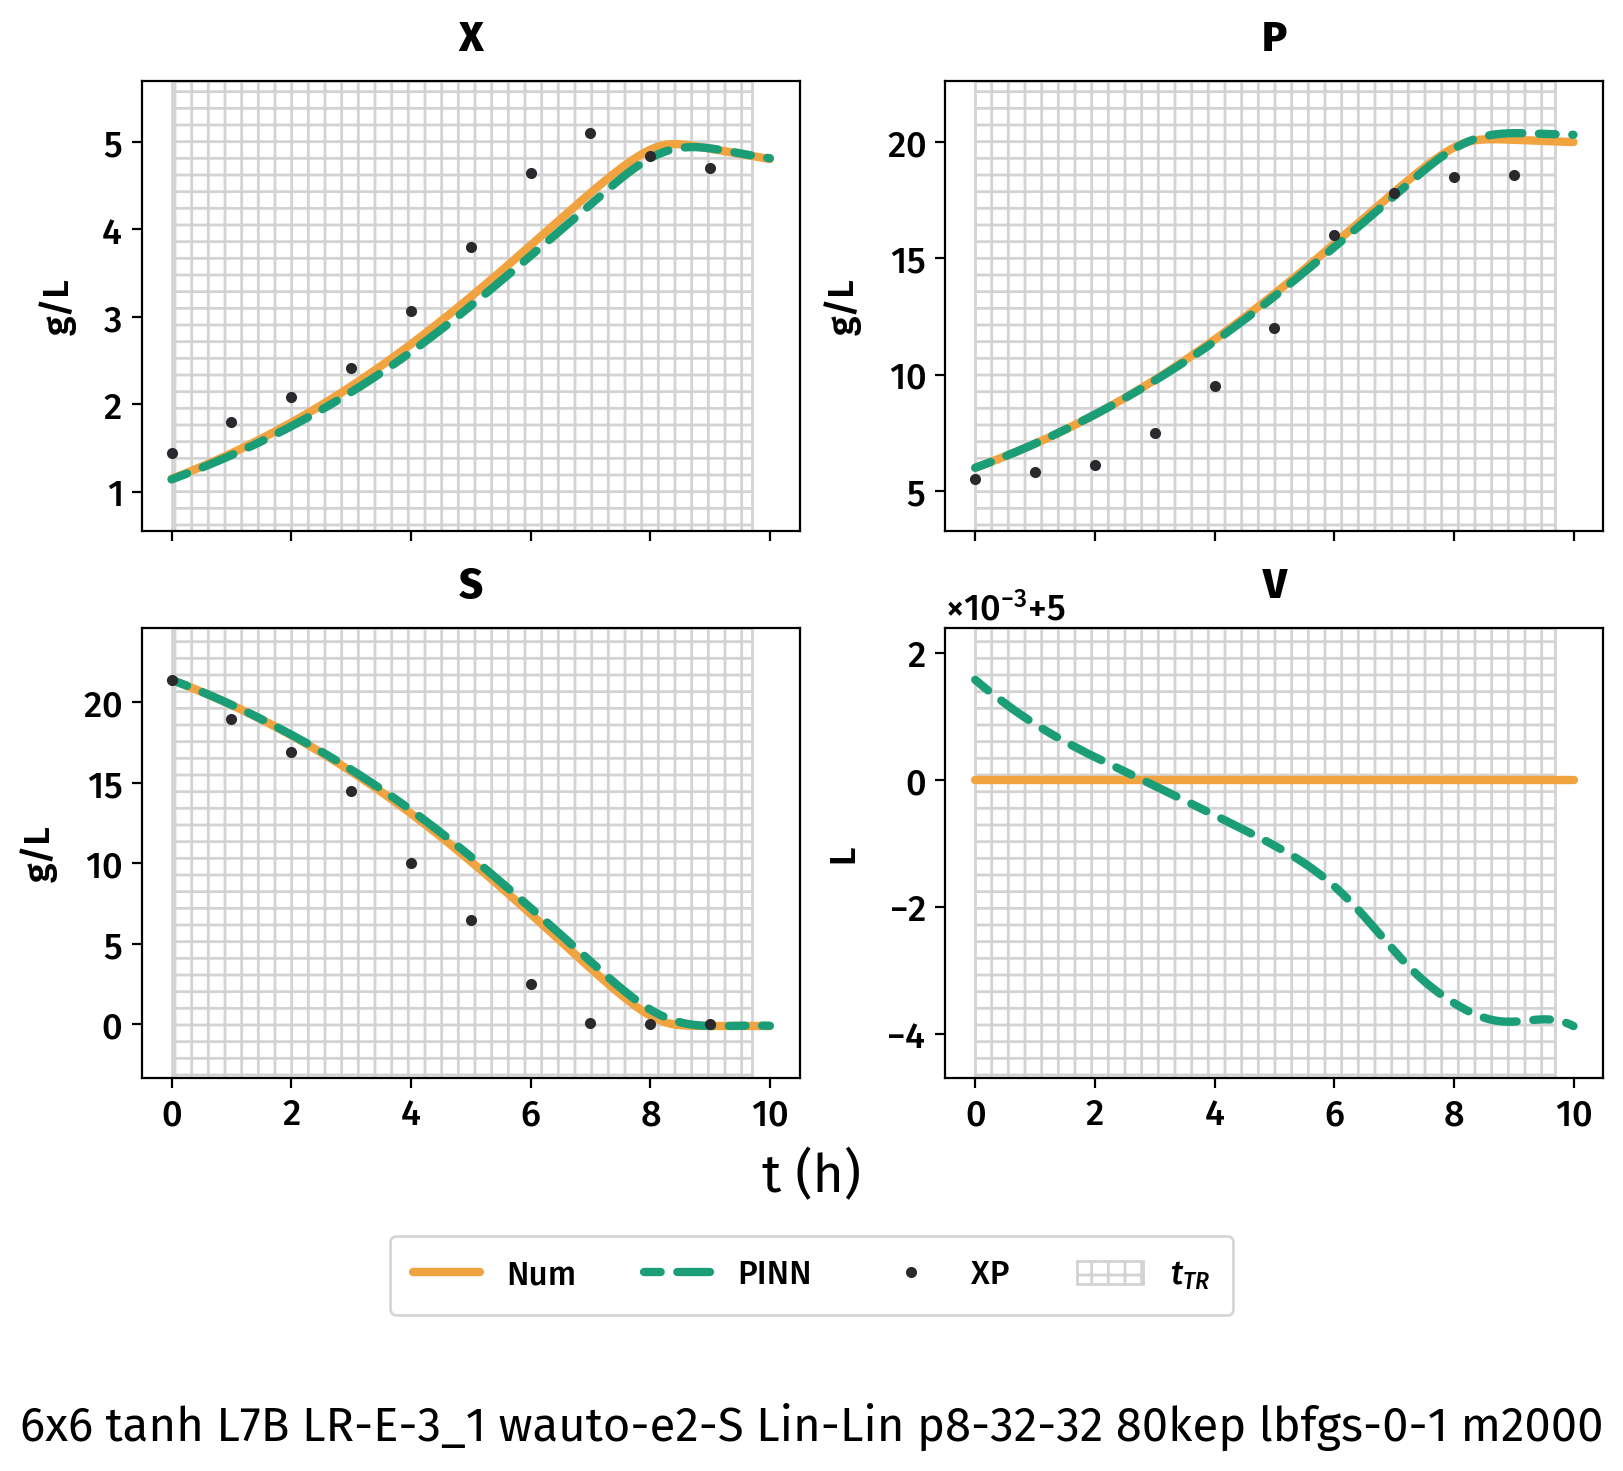 X
P
5
4
3
2
1
g/L
20
15
10
5
g/L
S
V
×10⁻³+5
20
15
10
5
0
g/L
2
0
−2
−4
L
0 2 4 6 8 10
0 2 4 6 8 10
t (h)
Num PINN XP tTR
6x6 tanh L7B LR-E-3_1 wauto-e2-S Lin-Lin p8-32-32 80kep lbfgs-0-1 m2000